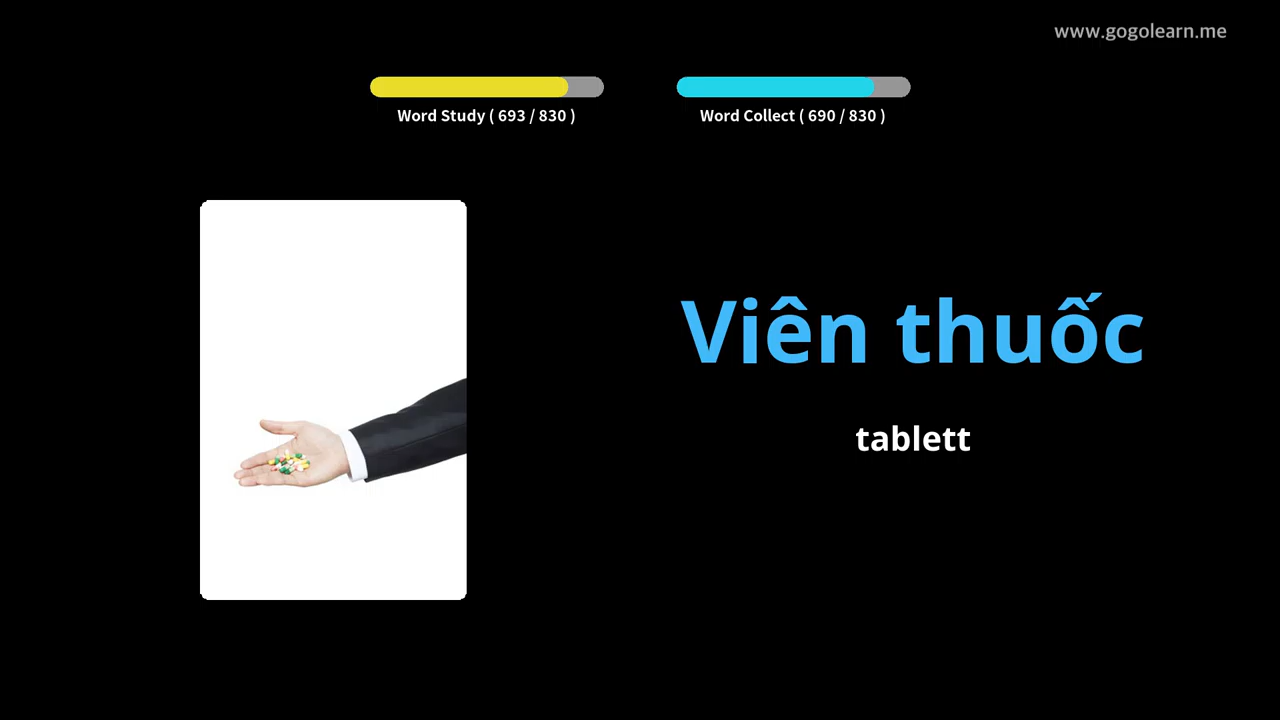 www.gogolearn.me
Word Study ( 693 / 830 )
Word Collect ( 690 / 830 )
Viên thuốc
tablett